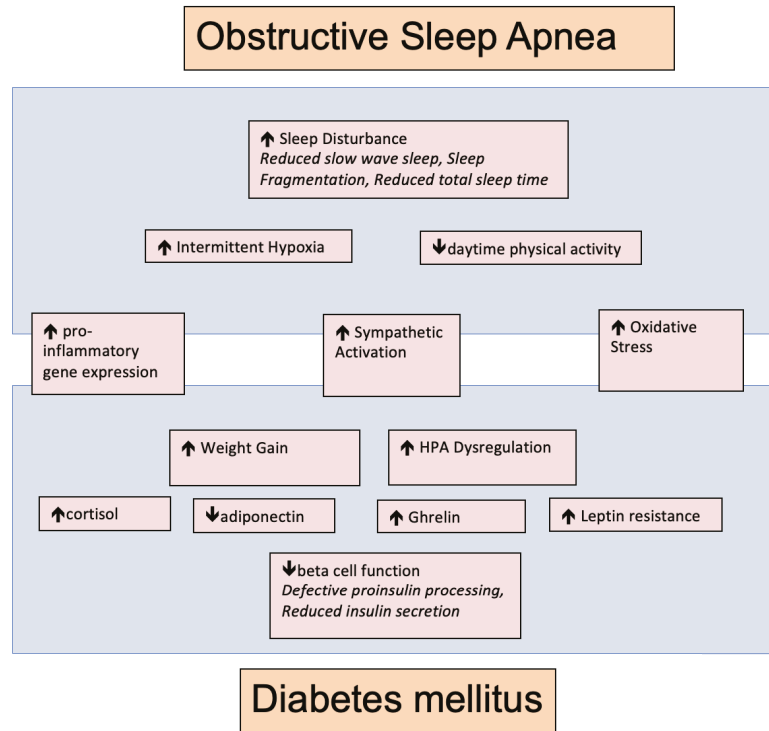 Obstructive Sleep Apnea
↑ Sleep Disturbance
Reduced slow wave sleep, Sleep
Fragmentation, Reduced total sleep time
↑ Intermittent Hypoxia
↓daytime physical activity
↑ pro-
inflammatory
gene expression
↑ Sympathetic
Activation
↑ Oxidative
Stress
↑ Weight Gain
↑ HPA Dysregulation
↑cortisol
↓adiponectin
↑ Ghrelin
↑ Leptin resistance
↓beta cell function
Defective proinsulin processing,
Reduced insulin secretion
Diabetes mellitus